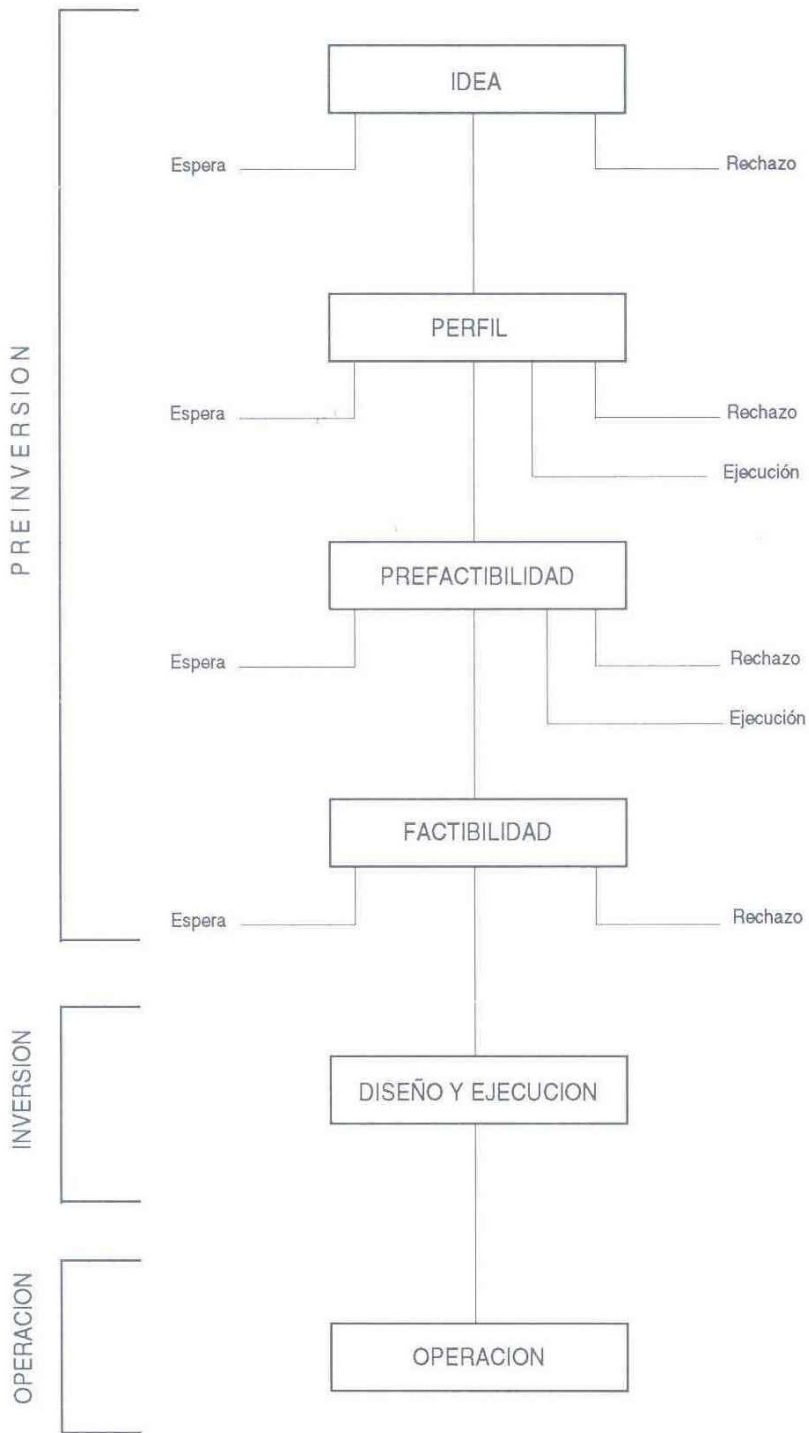 IDEA
Espera
Rechazo
PERFIL
Espera
Rechazo
Ejecución
PREINVERSION
PREFACTIBILIDAD
Espera
Rechazo
Ejecución
FACTIBILIDAD
Espera
Rechazo
INVERSION
DISEÑO Y EJECUCION
OPERACION
OPERACION